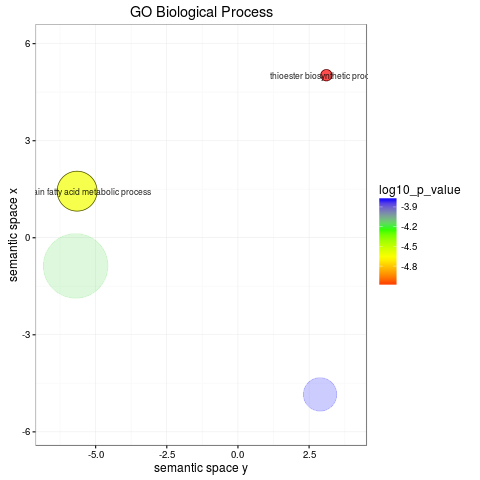 GO Biological Process
6
3
0
-3
-6
semantic space x
thioester biosynthetic proc
ain fatty acid metabolic process
-5.0
-2.5
0.0
2.5
semantic space y
log10_p_value
-3.9
-4.2
-4.5
-4.8